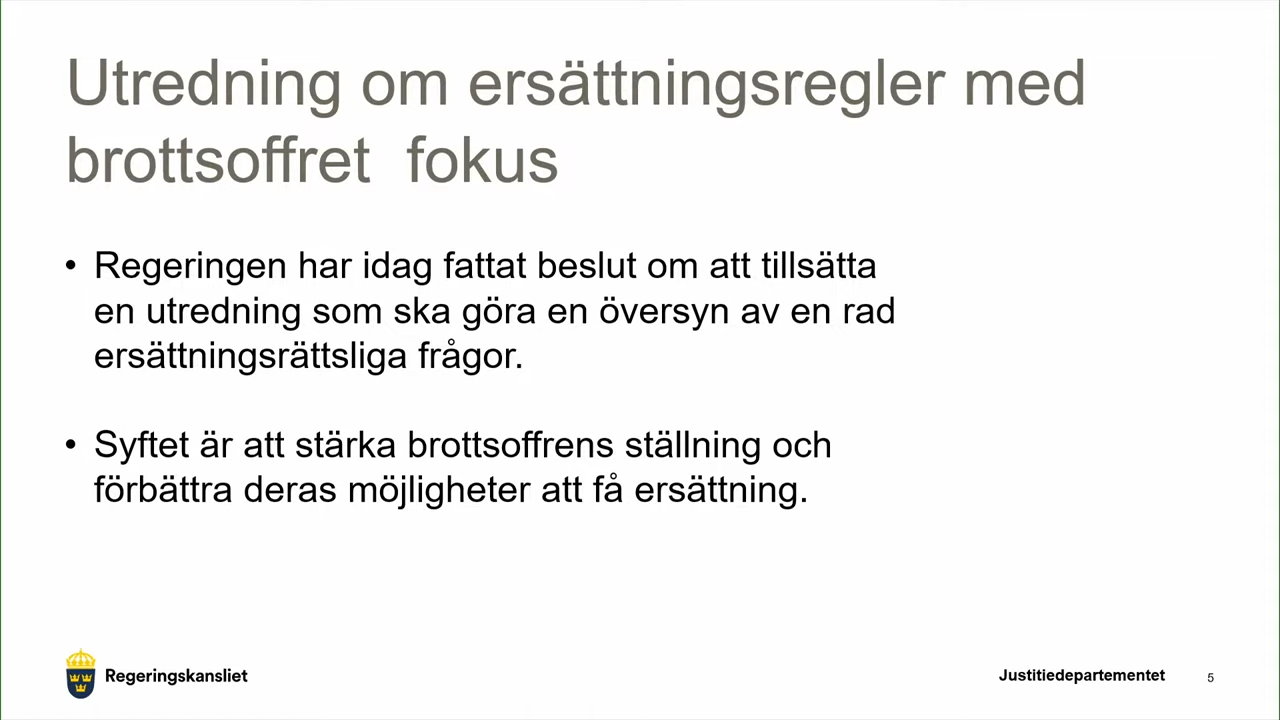 Utredning om ersättningsregler med
brottsoffret  fokus
• Regeringen har idag fattat beslut om att tillsätta
en utredning som ska göra en översyn av en rad
ersättningsrättsliga frågor.
• Syftet är att stärka brottsoffrens ställning och
förbättra deras möjligheter att få ersättning.
Regeringskansliet
Justitiedepartementet
5